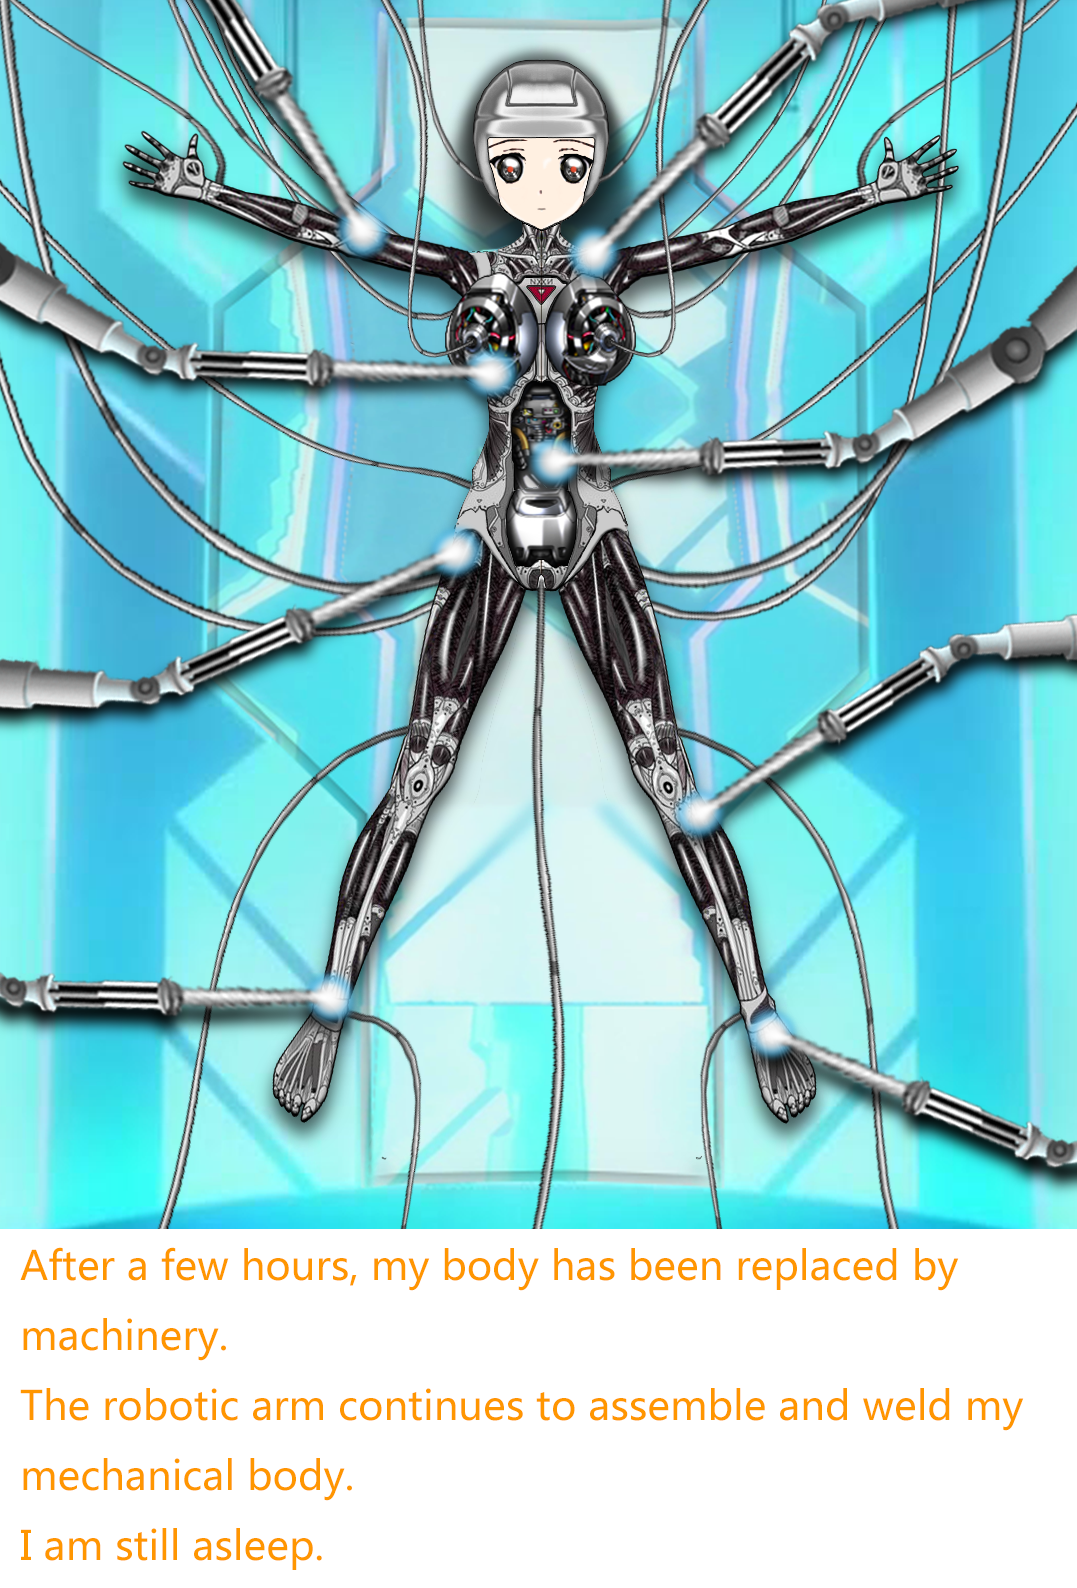 After a few hours, my body has been replaced by
machinery.
The robotic arm continues to assemble and weld my
mechanical body.
I am still asleep.